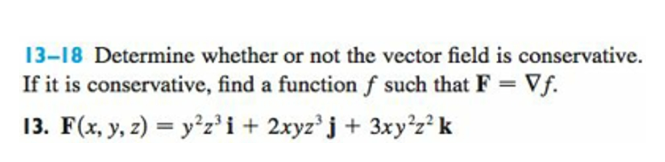 13–18 Determine whether or not the vector field is conservative.
If it is conservative, find a function f such that F = ∇f.
13. F(x, y, z) = y²z³ i + 2xyz³ j + 3xy²z² k